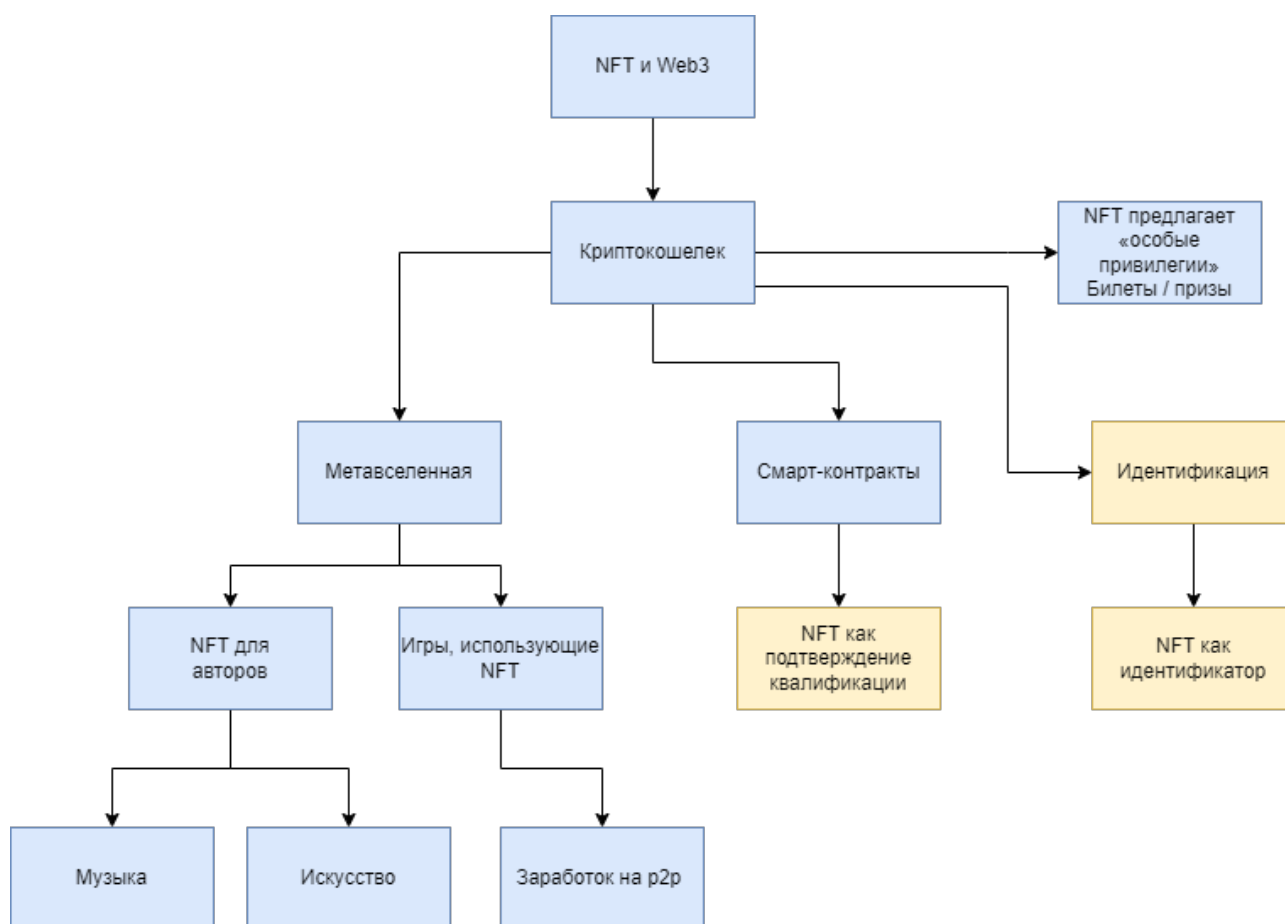 NFT и Web3
Криптокошелек
NFT предлагает
«особые
привилегии»
Билеты / призы
Метавселенная
Смарт-контракты
Идентификация
NFT для
авторов
Игры, использующие
NFT
NFT как
подтверждение
квалификации
NFT как
идентификатор
Музыка
Искусство
Заработок на p2p